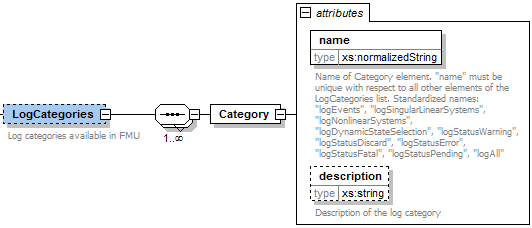 attributes
name
type xs:normalizedString
Name of Category element. "name" must be
unique with respect to all other elements of the
LogCategories list. Standardized names:
"logEvents", "logSingularLinearSystems",
"logNonlinearSystems",
"logDynamicStateSelection", "logStatusWarning",
"logStatusDiscard", "logStatusError",
"logStatusFatal", "logStatusPending", "logAll"
LogCategories
Log categories available in FMU
1..∞
Category
description
type xs:string
Description of the log category